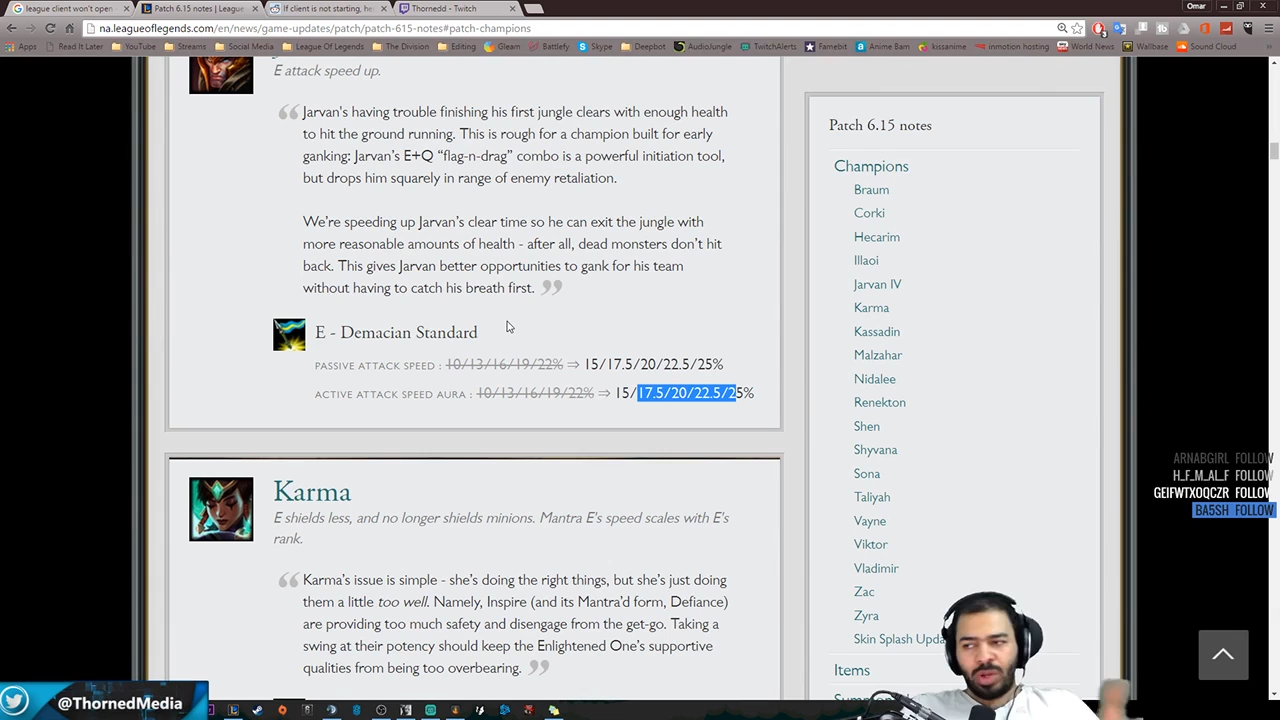 league client won't open
Patch 6.15 notes | League
If client is not starting, he
Thornedd - Twitch
Omar
na.leagueoflegends.com/en/news/game-updates/patch/patch-615-notes#patch-champions
Apps
Read It Later
YouTube
Streams
Social Media
League Of Legends
The Division
Editing
Gleam
Battlefy
Skype
Deepbot
AudioJungle
TwitchAlerts
Famebit
Anime Bam
kissanime
inmotion hosting
World News
Wallbase
Sound Cloud
E attack speed up.
Jarvan's having trouble finishing his first jungle clears with enough health
to hit the ground running. This is rough for a champion built for early
ganking; Jarvan's E+Q “flag-n-drag” combo is a powerful initiation tool,
but drops him squarely in range of enemy retaliation.
We're speeding up Jarvan's clear time so he can exit the jungle with
more reasonable amounts of health - after all, dead monsters don't hit
back. This gives Jarvan better opportunities to gank for his team
without having to catch his breath first.
E - Demacian Standard
PASSIVE ATTACK SPEED : 10/13/16/19/22% ⇒ 15/17.5/20/22.5/25%
ACTIVE ATTACK SPEED AURA : 10/13/16/19/22% ⇒ 15/17.5/20/22.5/25%
Karma
E shields less, and no longer shields minions. Mantra E's speed scales with E's
rank.
Karma's issue is simple - she's doing the right things, but she's just doing
them a little too well. Namely, Inspire (and its Mantra'd form, Defiance)
are providing too much safety and disengage from the get-go. Taking a
swing at their potency should keep the Enlightened One's supportive
qualities from being too overbearing.
Patch 6.15 notes
Champions
Braum
Corki
Hecarim
Illaoi
Jarvan IV
Karma
Kassadin
Malzahar
Nidalee
Renekton
Shen
Shyvana
Sona
Taliyah
Vayne
Viktor
Vladimir
Zac
Zyra
Skin Splash Upda
Items
ARNABGIRL FOLLOW
H_F_M_AL_F FOLLOW
GEIFWTXOQCZR FOLLOW
BA5SH FOLLOW
@ThornedMedia